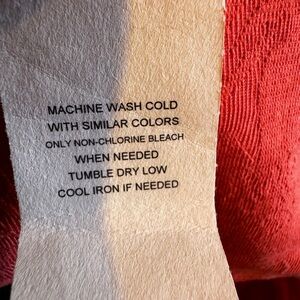 MACHINE WASH COLD
WITH SIMILAR COLORS
ONLY NON-CHLORINE BLEACH
WHEN NEEDED
TUMBLE DRY LOW
COOL IRON IF NEEDED